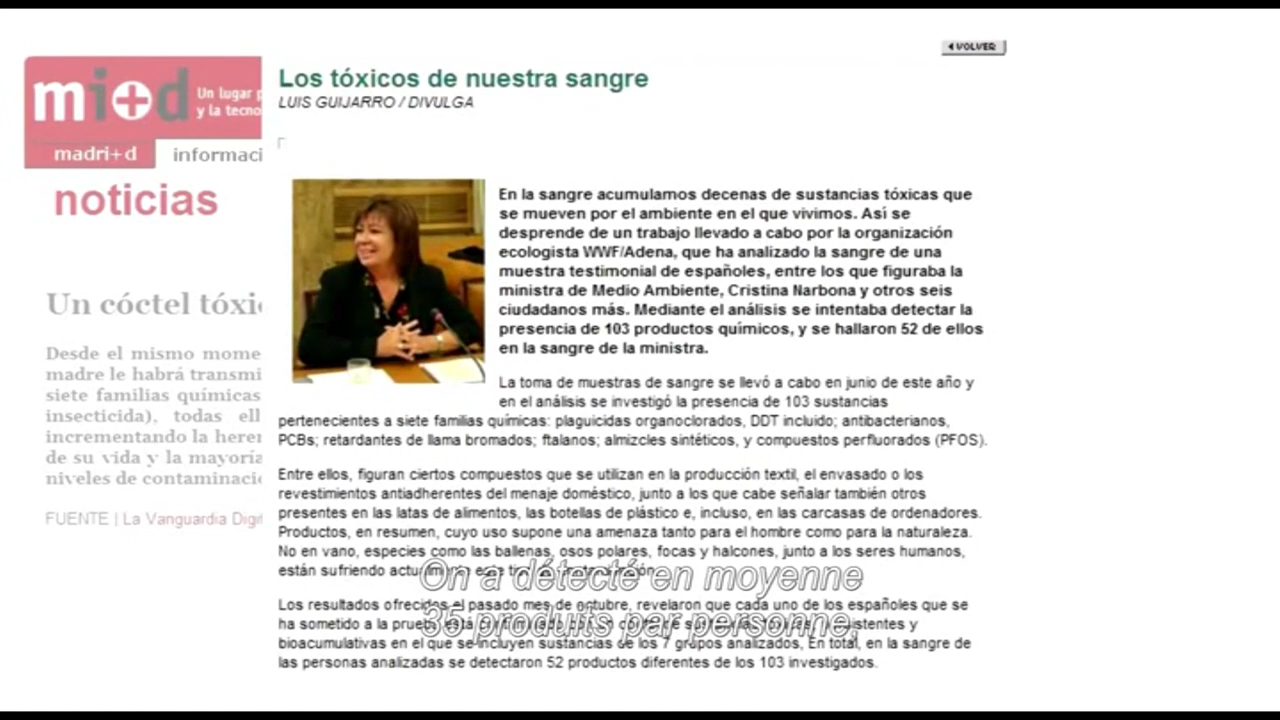 ◄VOLVER
mi+d
Un lugar p
y la tecno
madri+d
informaci
noticias
Un cóctel tóxi
Desde el mismo mome
madre le habrá transmi
siete familias químicas
insecticida), todas ell
incrementando la heren
de su vida y la mayoría
niveles de contaminaci
FUENTE | La Vanguardia Digit
Los tóxicos de nuestra sangre
LUIS GUIJARRO / DIVULGA
En la sangre acumulamos decenas de sustancias tóxicas que
se mueven por el ambiente en el que vivimos. Así se
desprende de un trabajo llevado a cabo por la organización
ecologista WWF/Adena, que ha analizado la sangre de una
muestra testimonial de españoles, entre los que figuraba la
ministra de Medio Ambiente, Cristina Narbona y otros seis
ciudadanos más. Mediante el análisis se intentaba detectar la
presencia de 103 productos químicos, y se hallaron 52 de ellos
en la sangre de la ministra.
La toma de muestras de sangre se llevó a cabo en junio de este año y
en el análisis se investigó la presencia de 103 sustancias
pertenecientes a siete familias químicas: plaguicidas organoclorados, DDT incluido; antibacterianos,
PCBs; retardantes de llama bromados; ftalanos; almizcles sintéticos, y compuestos perfluorados (PFOS).
Entre ellos, figuran ciertos compuestos que se utilizan en la producción textil, el envasado o los
revestimientos antiadherentes del menaje doméstico, junto a los que cabe señalar también otros
presentes en las latas de alimentos, las botellas de plástico e, incluso, en las carcasas de ordenadores.
Productos, en resumen, cuyo uso supone una amenaza tanto para el hombre como para la naturaleza.
No en vano, especies como las ballenas, osos polares, focas y halcones, junto a los seres humanos,
están sufriendo
Los resultados ofrecidos el pasado mes de octubre, revelaron que cada uno de los españoles que se
ha sometido a la prueba está
bioacumulativas en el que se incluyen sustancias de los 7 grupos analizados, En total, en la sangre de
las personas analizadas se detectaron 52 productos diferentes de los 103 investigados.
On a détecté en moyenne
35 produits par personne,